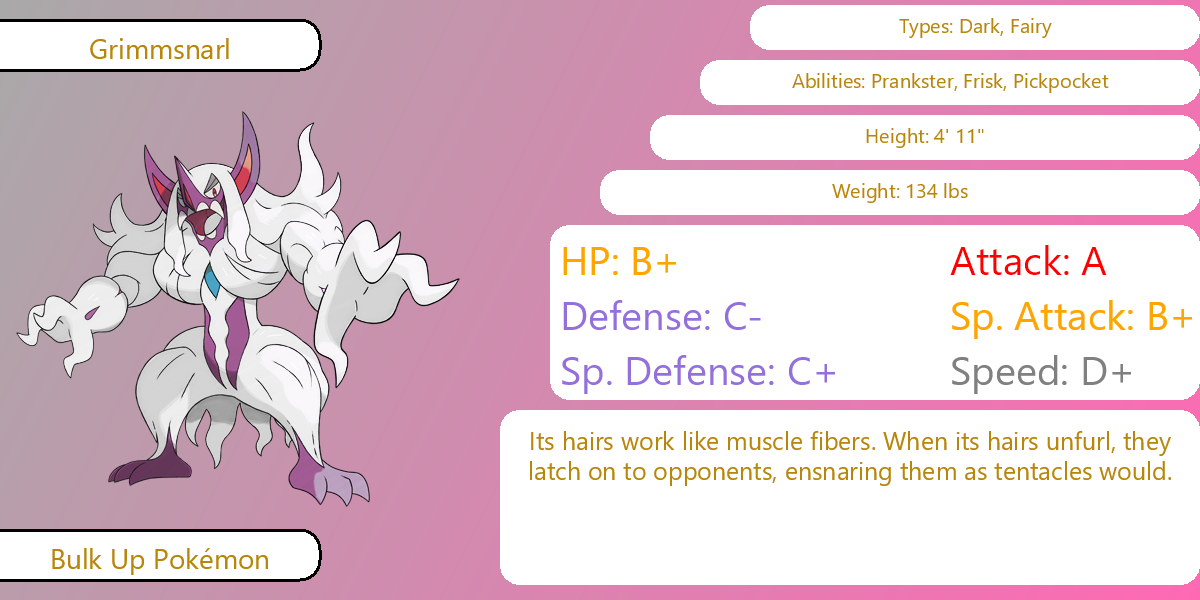 Grimmsnarl
Types: Dark, Fairy
Abilities: Prankster, Frisk, Pickpocket
Height: 4' 11"
Weight: 134 lbs
HP: B+
Attack: A
Defense: C-
Sp. Attack: B+
Sp. Defense: C+
Speed: D+
Its hairs work like muscle fibers. When its hairs unfurl, they
latch on to opponents, ensnaring them as tentacles would.
Bulk Up Pokémon